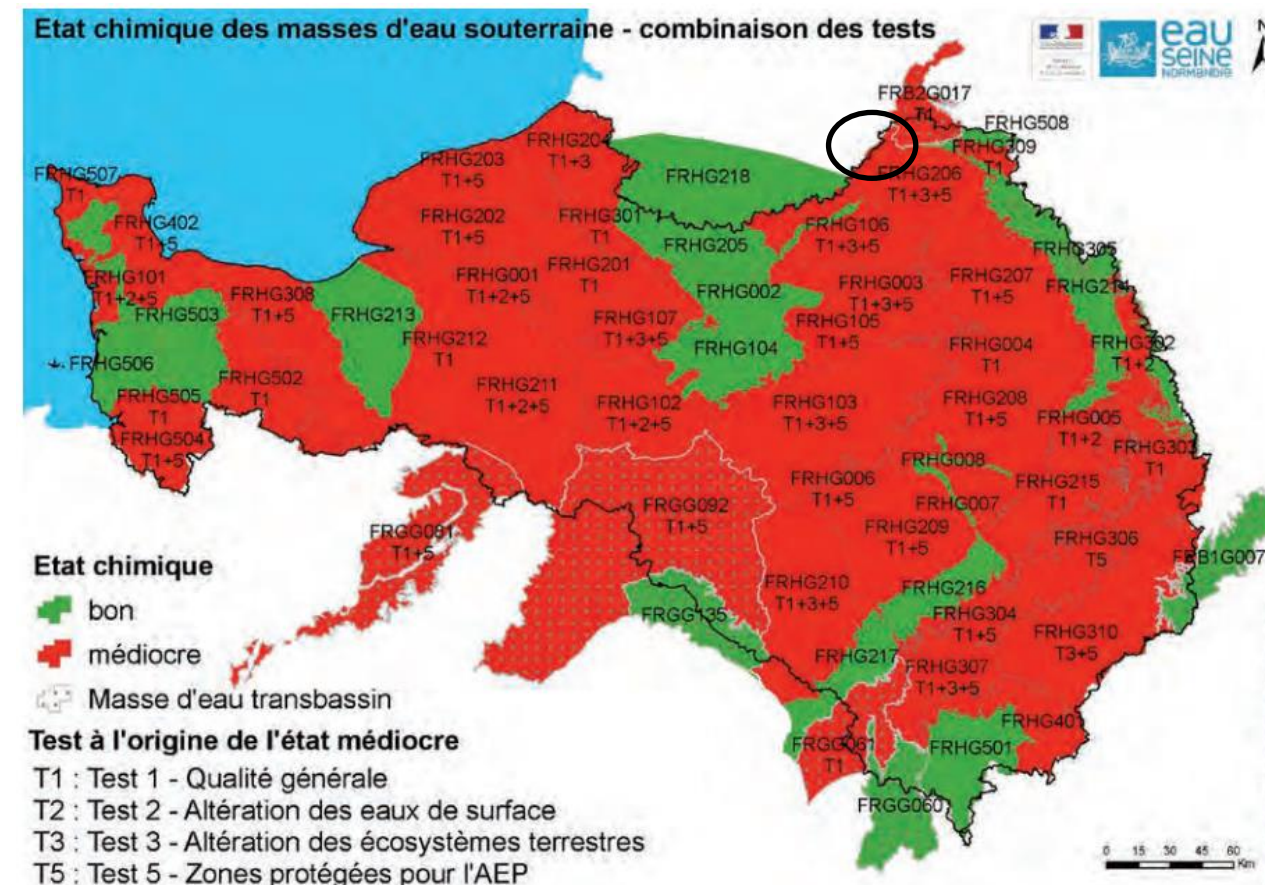 Etat chimique des masses d'eau souterraine - combinaison des tests
eau
SEINE
NORMANDIE
FRB2G017
T1
FRHG508
FRHG309
T1
FRHG204
T1+3
FRHG203
T1+5
FRHG218
FRHG206
T1+3+5
FRHG507
T1
FRHG402
T1+5
FRHG202
T1+5
FRHG301
T1
FRHG106
T1+3+5
FRHG205
FRHG305
FRHG101
T1+2+5
FRHG308
T1+5
FRHG001
T1+2+5
FRHG201
T1
FRHG002
FRHG003
T1+3+5
FRHG207
T1+5
FRHG214
FRHG503
FRHG213
FRHG107
T1+3+5
FRHG105
T1+5
FRHG212
T1
FRHG104
FRHG004
T1
FRHG302
T1+2
FRHG506
FRHG502
T1
FRHG211
T1+2+5
FRHG505
T1
FRHG102
T1+2+5
FRHG103
T1+3+5
FRHG208
T1+5
FRHG005
T1+2
FRHG504
T1+5
FRHG303
T1
FRHG008
FRHG006
T1+5
FRHG215
T1
FRGG092
T1+5
FRHG007
FRGG081
T1+5
FRHG209
T1+5
FRHG306
T5
FRB1G007
FRHG210
T1+3+5
FRHG216
FRGG135
FRHG304
T1+5
FRHG310
T3+5
FRHG217
FRHG307
T1+3+5
FRHG401
FRGG061
T1
FRHG501
FRGG060
Etat chimique
bon
médiocre
Masse d'eau transbassin
Test à l'origine de l'état médiocre
T1 : Test 1 - Qualité générale
T2 : Test 2 - Altération des eaux de surface
T3 : Test 3 - Altération des écosystèmes terrestres
T5 : Test 5 - Zones protégées pour l'AEP
0 15 30 45 60
Km